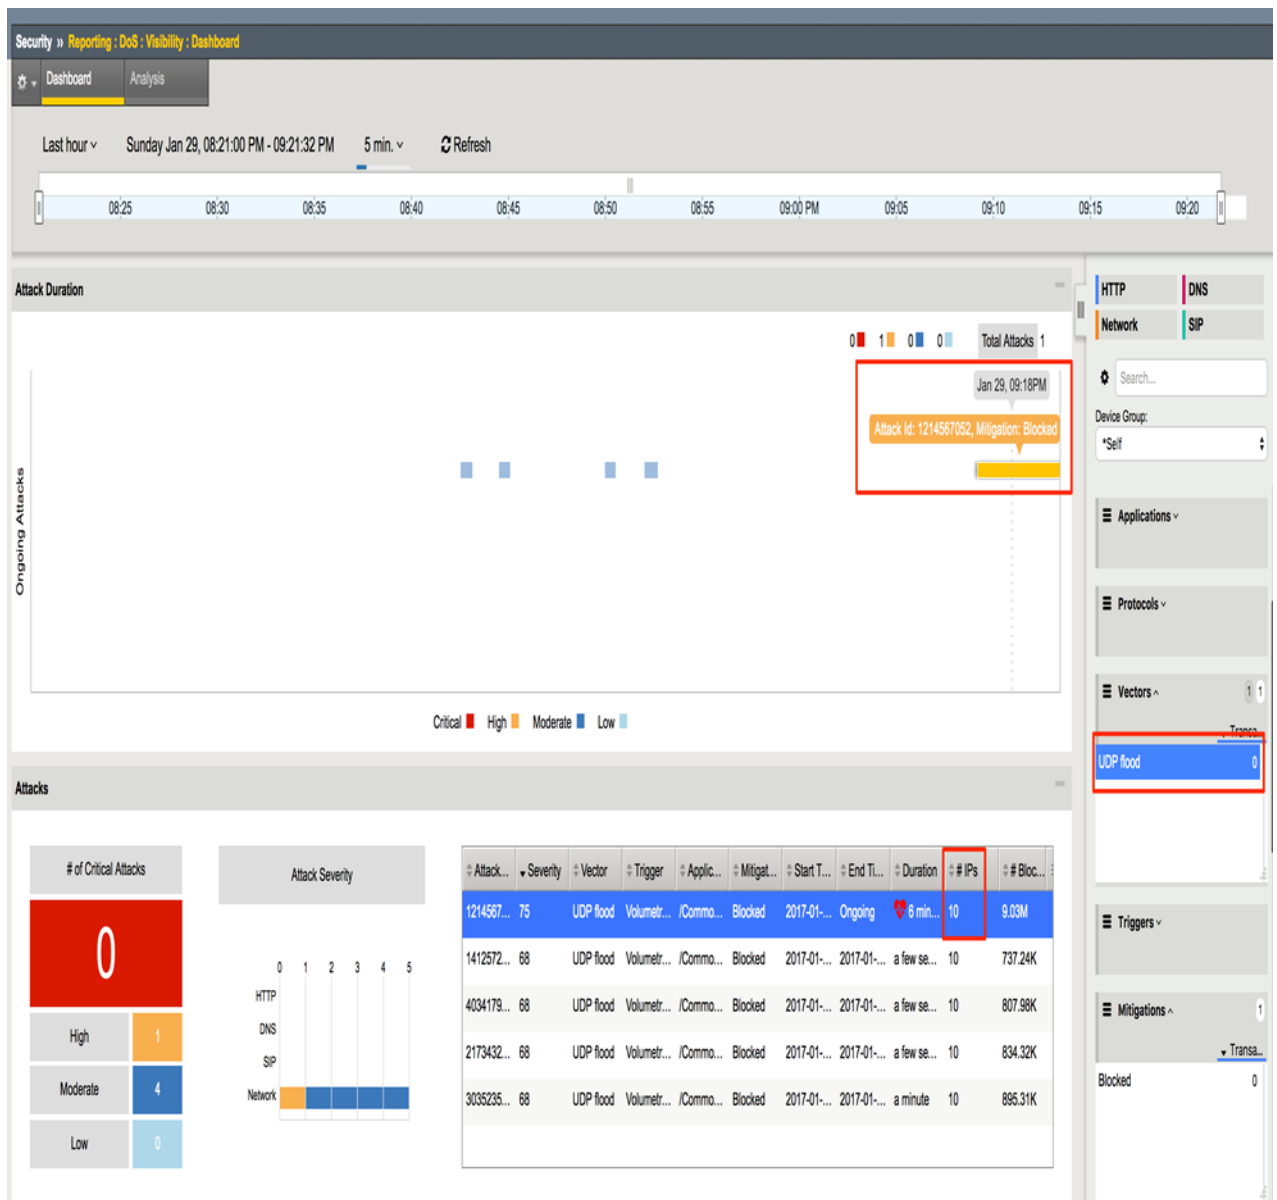 Security » Reporting : DoS : Visibility : Dashboard
Dashboard Analysis
Last hour Sunday Jan 29, 08:21:00 PM - 09:21:32 PM 5 min. Refresh
08:25 08:30 08:35 08:40 08:45 08:50 08:55 09:00 PM 09:05 09:10 09:15 09:20
Attack Duration
0 1 0 0 Total Attacks 1
Jan 29, 09:18PM
Attack Id: 1214567052, Mitigation: Blocked
Ongoing Attacks
Critical High Moderate Low
HTTP DNS
Network SIP
Search...
Device Group:
*Self
Applications
Protocols
Vectors 1 1
Transa...
UDP flood 0
Triggers
Mitigations 1
Transa...
Blocked 0
Attacks
# of Critical Attacks
0
High 1
Moderate 4
Low 0
Attack Severity
0 1 2 3 4 5
HTTP
DNS
SIP
Network
Attack... Severity Vector Trigger Applic... Mitigat... Start T... End Ti... Duration # IPs # Bloc...
1214567... 75 UDP flood Volumetr... /Commo... Blocked 2017-01-... Ongoing 6 min... 10 9.03M
1412572... 68 UDP flood Volumetr... /Commo... Blocked 2017-01-... 2017-01-... a few se... 10 737.24K
4034179... 68 UDP flood Volumetr... /Commo... Blocked 2017-01-... 2017-01-... a few se... 10 807.98K
2173432... 68 UDP flood Volumetr... /Commo... Blocked 2017-01-... 2017-01-... a few se... 10 834.32K
3035235... 68 UDP flood Volumetr... /Commo... Blocked 2017-01-... 2017-01-... a minute 10 895.31K